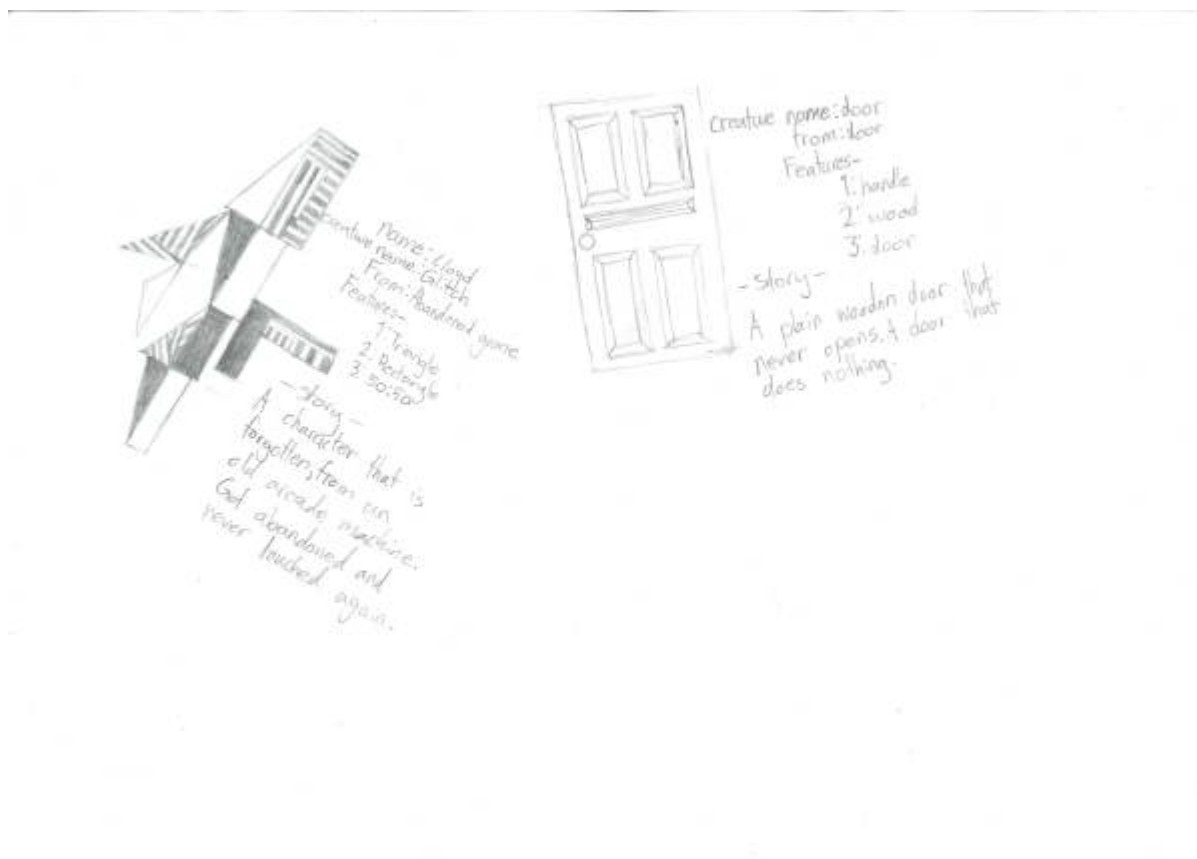 Name: Lloyd
creature name: Glitch
From: Abandoned game
Features-
1. Triangle
2. Rectangle
3. 50:50
-Story-
A character that is
forgotten, from an
old arcade machine.
Got abandoned and
never touched again.
Creature name: door
from: door
Features-
1. handle
2. wood
3. door
-Story-
A plain wooden door that
never opens. A door that
does nothing.